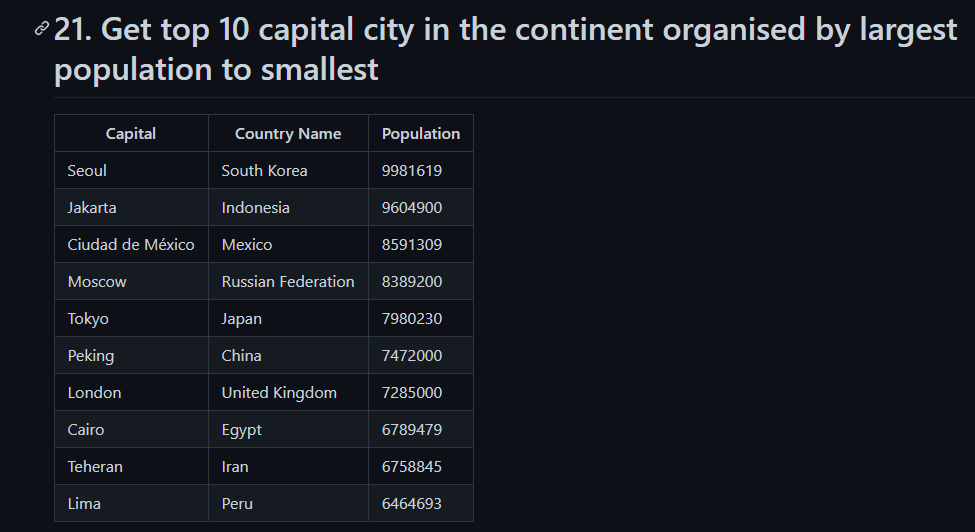 21. Get top 10 capital city in the continent organised by largest
population to smallest
Capital Country Name Population
Seoul South Korea 9981619
Jakarta Indonesia 9604900
Ciudad de México Mexico 8591309
Moscow Russian Federation 8389200
Tokyo Japan 7980230
Peking China 7472000
London United Kingdom 7285000
Cairo Egypt 6789479
Teheran Iran 6758845
Lima Peru 6464693